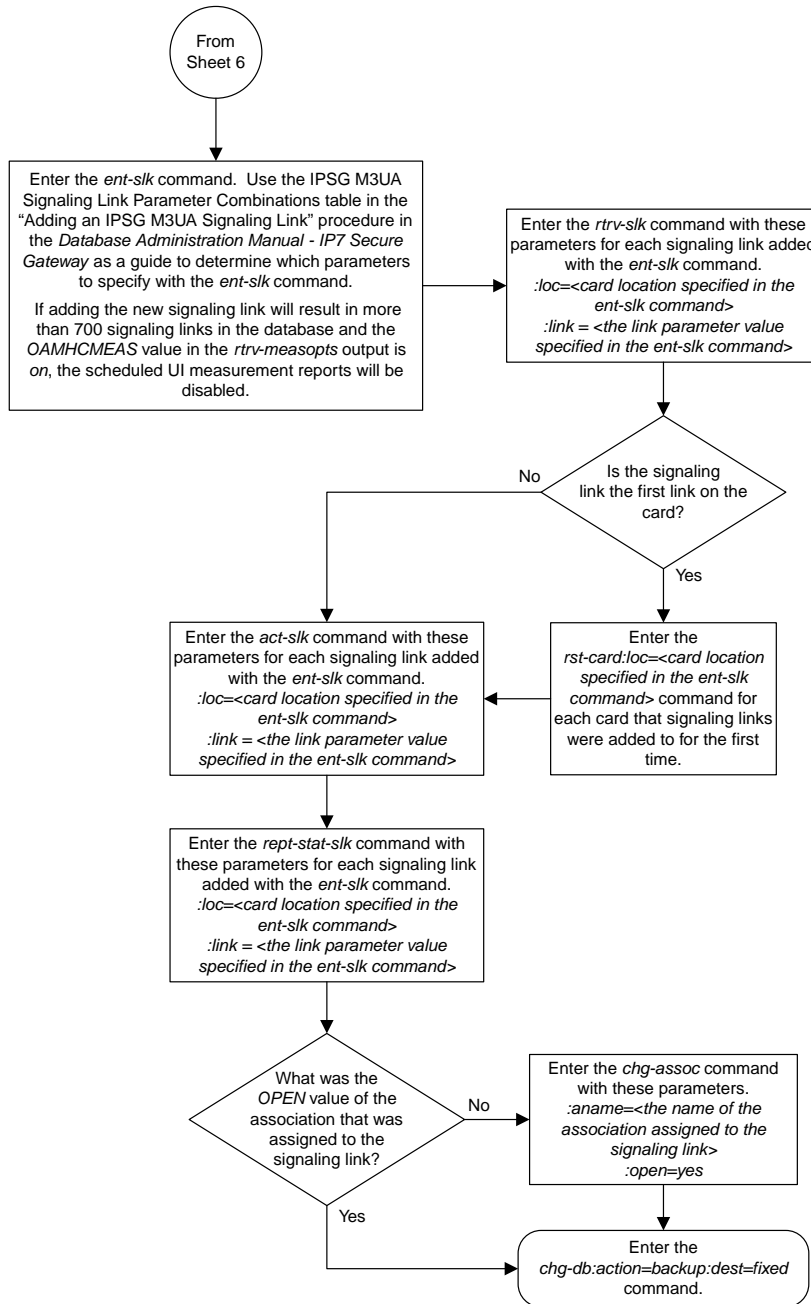 From
Sheet 6
Enter the ent-slk command. Use the IPSG M3UA
Signaling Link Parameter Combinations table in the
“Adding an IPSG M3UA Signaling Link” procedure in
the Database Administration Manual - IP7 Secure
Gateway as a guide to determine which parameters
to specify with the ent-slk command.
If adding the new signaling link will result in more
than 700 signaling links in the database and the
OAMHCMEAS value in the rtrv-measopts output is
on, the scheduled UI measurement reports will be
disabled.
Enter the rtrv-slk command with these
parameters for each signaling link added
with the ent-slk command.
:loc=<card location specified in the
ent-slk command>
:link = <the link parameter value
specified in the ent-slk command>
Is the signaling
link the first link on the
card?
No
Yes
Enter the
rst-card:loc=<card location
specified in the ent-slk
command> command for
each card that signaling links
were added to for the first
time.
Enter the act-slk command with these
parameters for each signaling link added
with the ent-slk command.
:loc=<card location specified in the
ent-slk command>
:link = <the link parameter value
specified in the ent-slk command>
Enter the rept-stat-slk command with
these parameters for each signaling link
added with the ent-slk command.
:loc=<card location specified in the
ent-slk command>
:link = <the link parameter value
specified in the ent-slk command>
What was the
OPEN value of the
association that was
assigned to the
signaling link?
No
Yes
Enter the chg-assoc command
with these parameters.
:aname=<the name of the
association assigned to the
signaling link>
:open=yes
Enter the
chg-db:action=backup:dest=fixed
command.